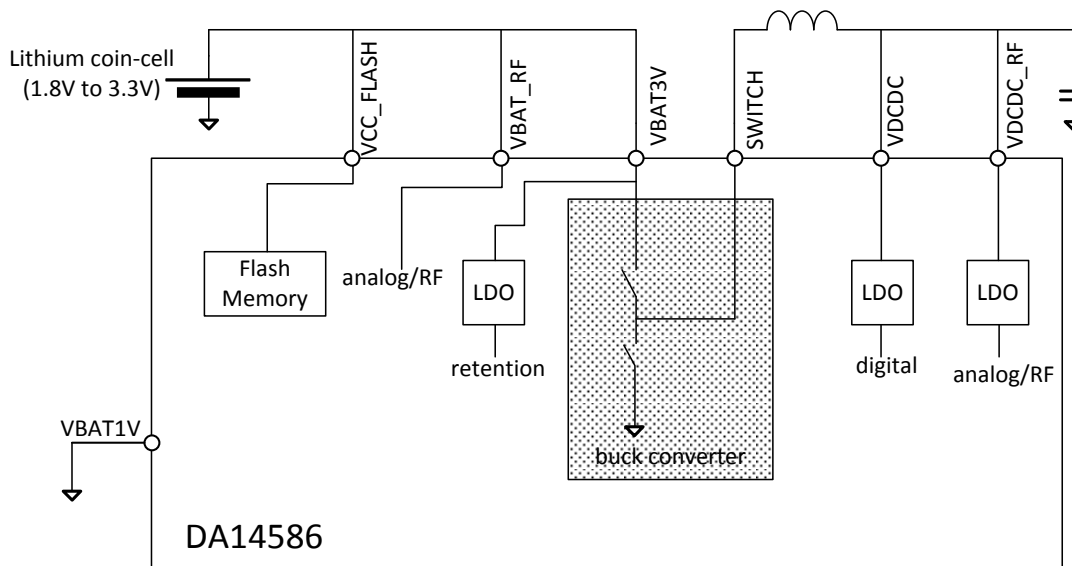 Lithium coin-cell
(1.8V to 3.3V)
VCC_FLASH
VBAT_RF
VBAT3V
SWITCH
VDCDC
VDCDC_RF
Flash
Memory
analog/RF
LDO
retention
LDO
digital
LDO
analog/RF
buck converter
VBAT1V
DA14586